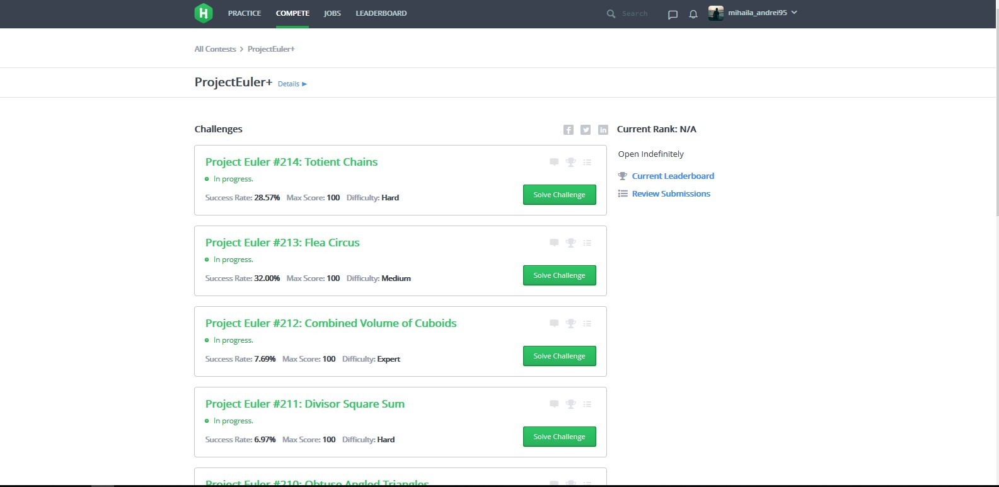 PRACTICE COMPETE JOBS LEADERBOARD Search mihaila_andrei95
All Contests > ProjectEuler+
ProjectEuler+ Details ▶
Challenges
Current Rank: N/A
Project Euler #214: Totient Chains
In progress.
Success Rate: 28.57% Max Score: 100 Difficulty: Hard
Solve Challenge
Open Indefinitely
Current Leaderboard
Review Submissions
Project Euler #213: Flea Circus
In progress.
Success Rate: 32.00% Max Score: 100 Difficulty: Medium
Solve Challenge
Project Euler #212: Combined Volume of Cuboids
In progress.
Success Rate: 7.69% Max Score: 100 Difficulty: Expert
Solve Challenge
Project Euler #211: Divisor Square Sum
In progress.
Success Rate: 6.97% Max Score: 100 Difficulty: Hard
Solve Challenge
Project Euler #210: Obtuse Angled Triangles